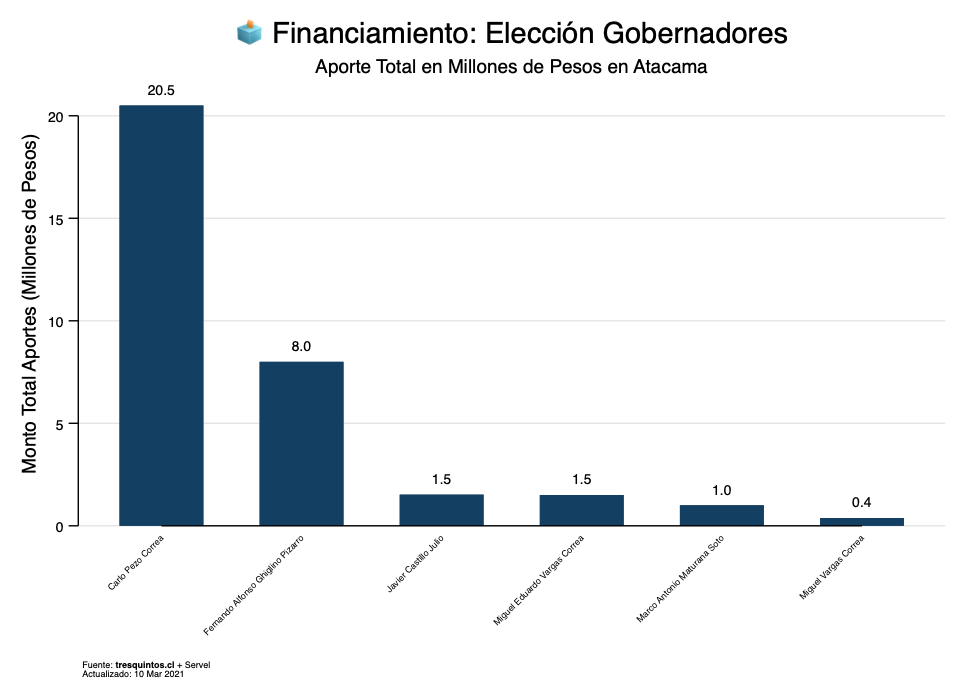 Financiamiento: Elección Gobernadores
Aporte Total en Millones de Pesos en Atacama
Monto Total Aportes (Millones de Pesos)
20
15
10
5
0
20.5
8.0
1.5
1.5
1.0
0.4
Carlo Pezo Correa
Fernando Alfonso Ghiglino Pizarro
Javier Castillo Julio
Miguel Eduardo Vargas Correa
Marco Antonio Maturana Soto
Miguel Vargas Correa
Fuente: tresquintos.cl + Servel
Actualizado: 10 Mar 2021